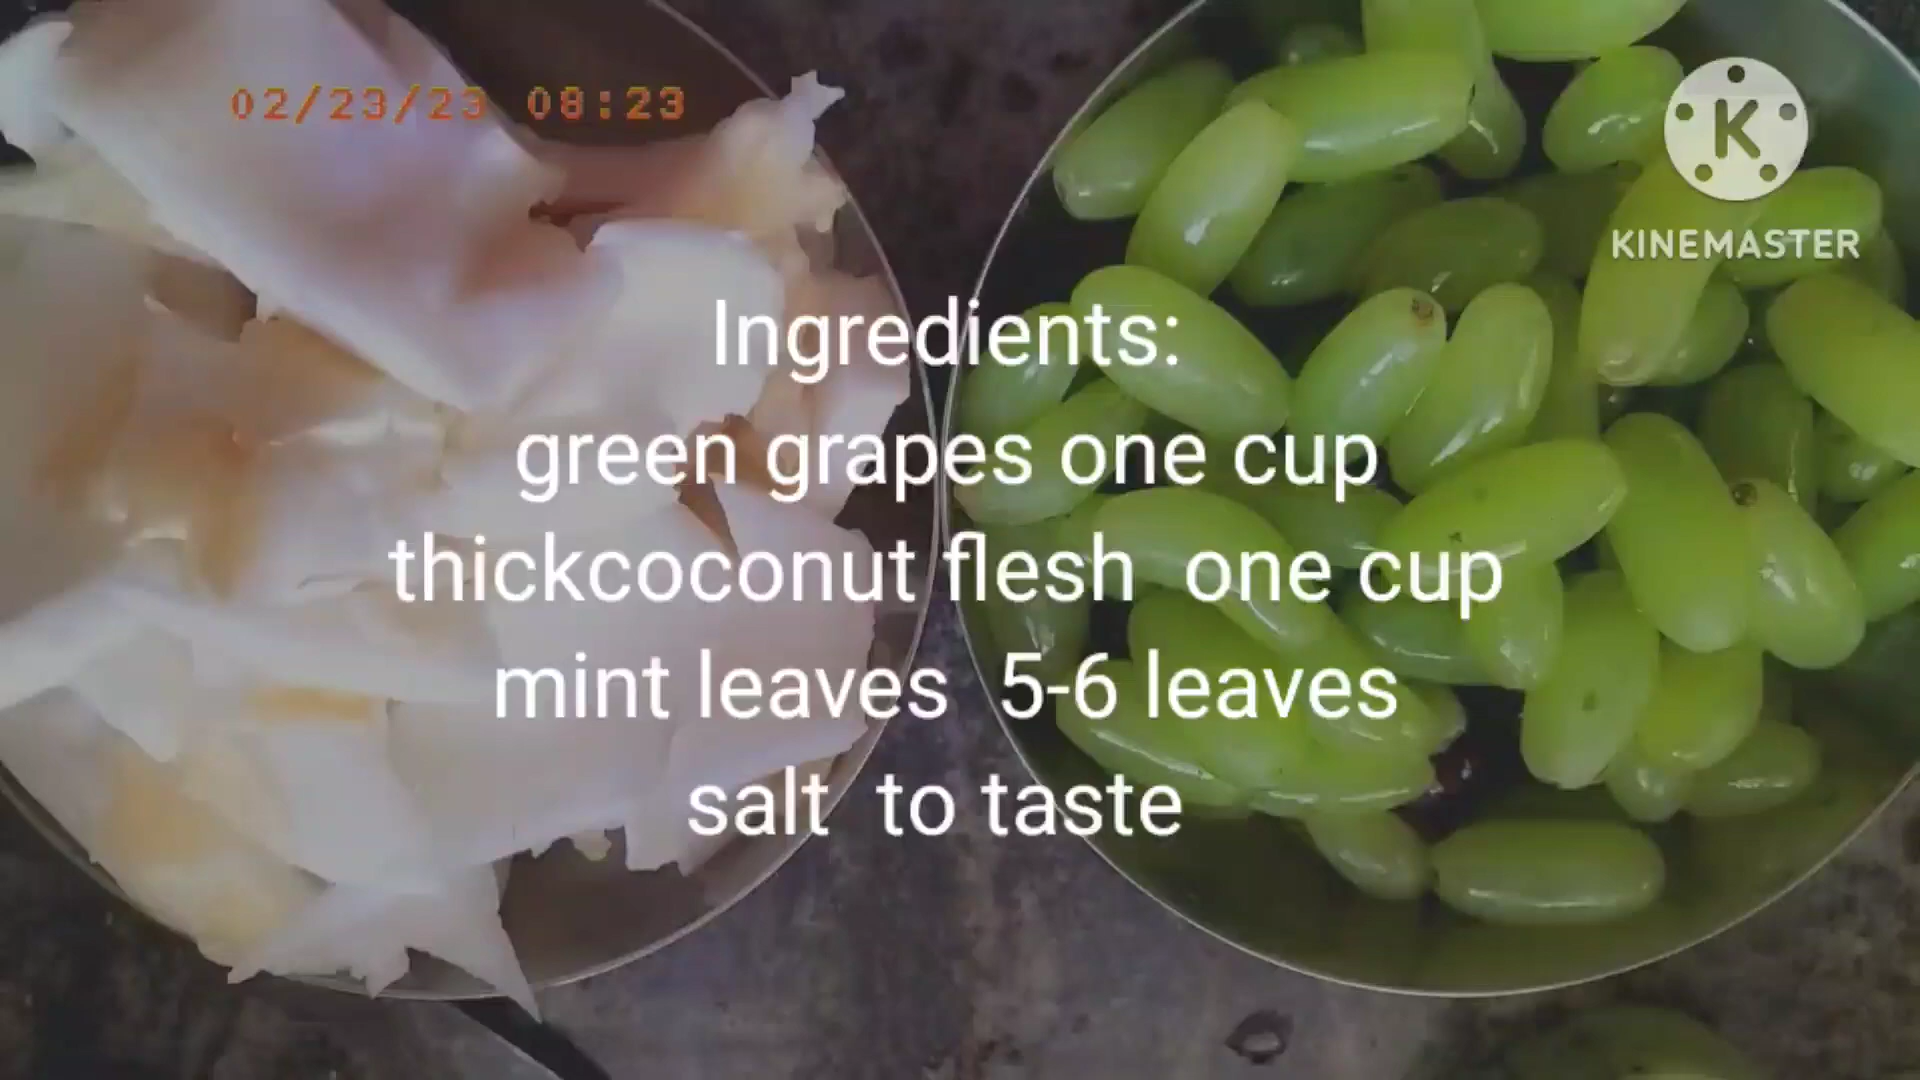 02/23/23 08:23
K
KINEMASTER
Ingredients:
green grapes one cup
thickcoconut flesh  one cup
mint leaves  5-6 leaves
salt  to taste